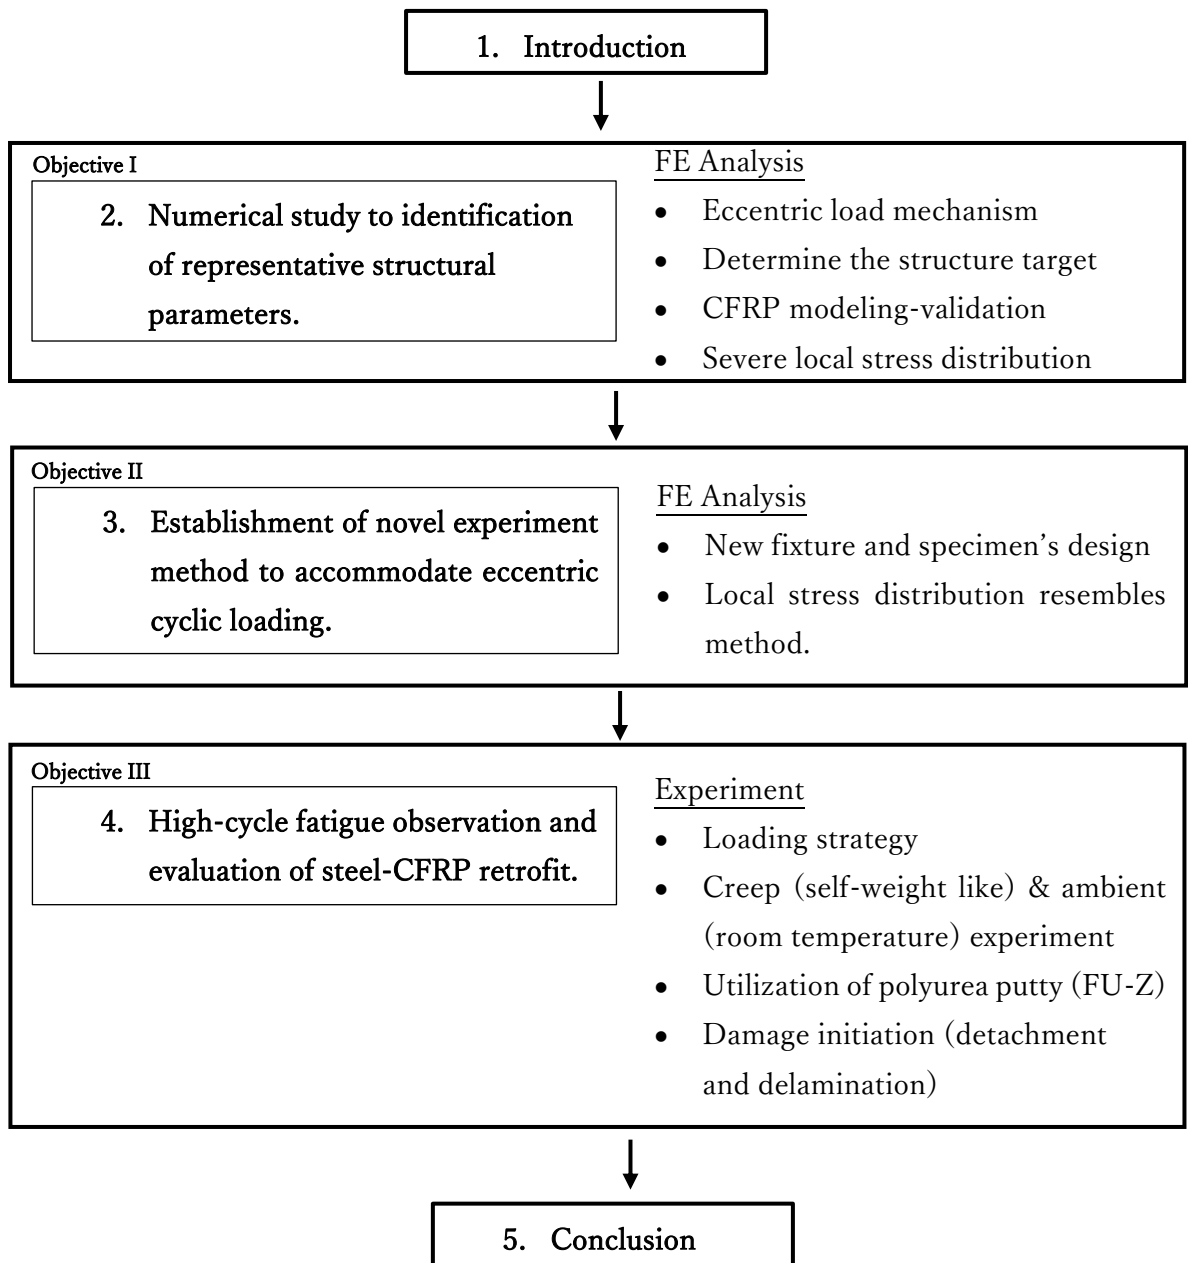 1. Introduction
Objective I
2. Numerical study to identification
of representative structural
parameters.
FE Analysis
● Eccentric load mechanism
● Determine the structure target
● CFRP modeling-validation
● Severe local stress distribution
Objective II
3. Establishment of novel experiment
method to accommodate eccentric
cyclic loading.
FE Analysis
● New fixture and specimen’s design
● Local stress distribution resembles
method.
Objective III
4. High-cycle fatigue observation and
evaluation of steel-CFRP retrofit.
Experiment
● Loading strategy
● Creep (self-weight like) & ambient
(room temperature) experiment
● Utilization of polyurea putty (FU-Z)
● Damage initiation (detachment
and delamination)
5. Conclusion